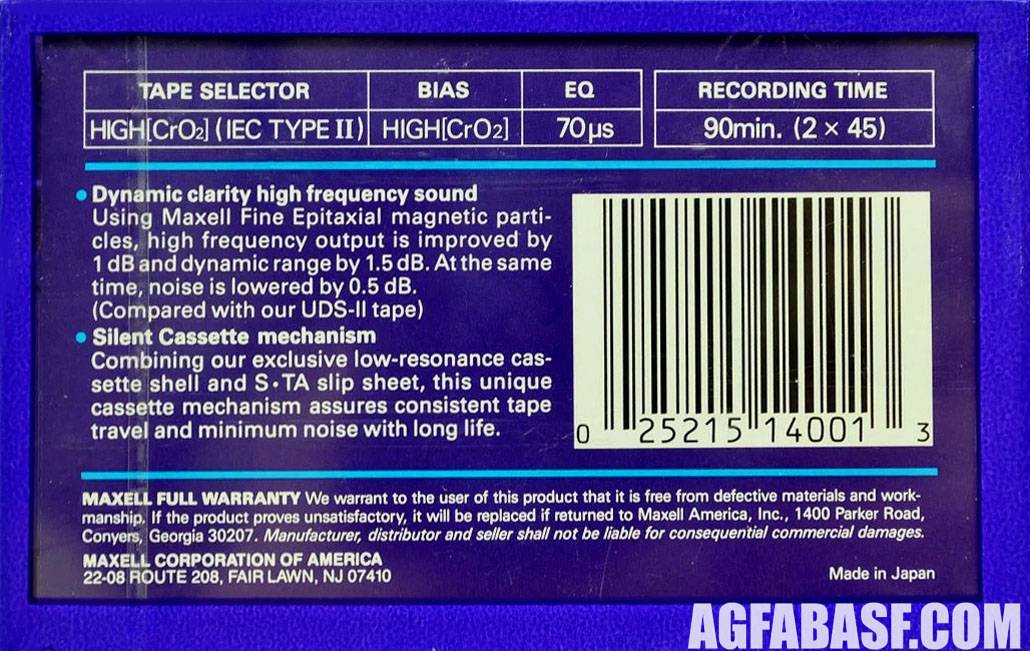 TAPE SELECTOR BIAS EQ RECORDING TIME
HIGH[CrO2] (IEC TYPE II) HIGH[CrO2] 70µs 90min. (2 × 45)
• Dynamic clarity high frequency sound
Using Maxell Fine Epitaxial magnetic parti-
cles, high frequency output is improved by
1 dB and dynamic range by 1.5 dB. At the same
time, noise is lowered by 0.5 dB.
(Compared with our UDS-II tape)
• Silent Cassette mechanism
Combining our exclusive low-resonance cas-
sette shell and S•TA slip sheet, this unique
cassette mechanism assures consistent tape
travel and minimum noise with long life.
0 25215 14001 3
MAXELL FULL WARRANTY We warrant to the user of this product that it is free from defective materials and work-
manship. If the product proves unsatisfactory, it will be replaced if returned to Maxell America, Inc., 1400 Parker Road,
Conyers, Georgia 30207. Manufacturer, distributor and seller shall not be liable for consequential commercial damages.
MAXELL CORPORATION OF AMERICA
22-08 ROUTE 208, FAIR LAWN, NJ 07410
Made in Japan
AGFABASF.COM